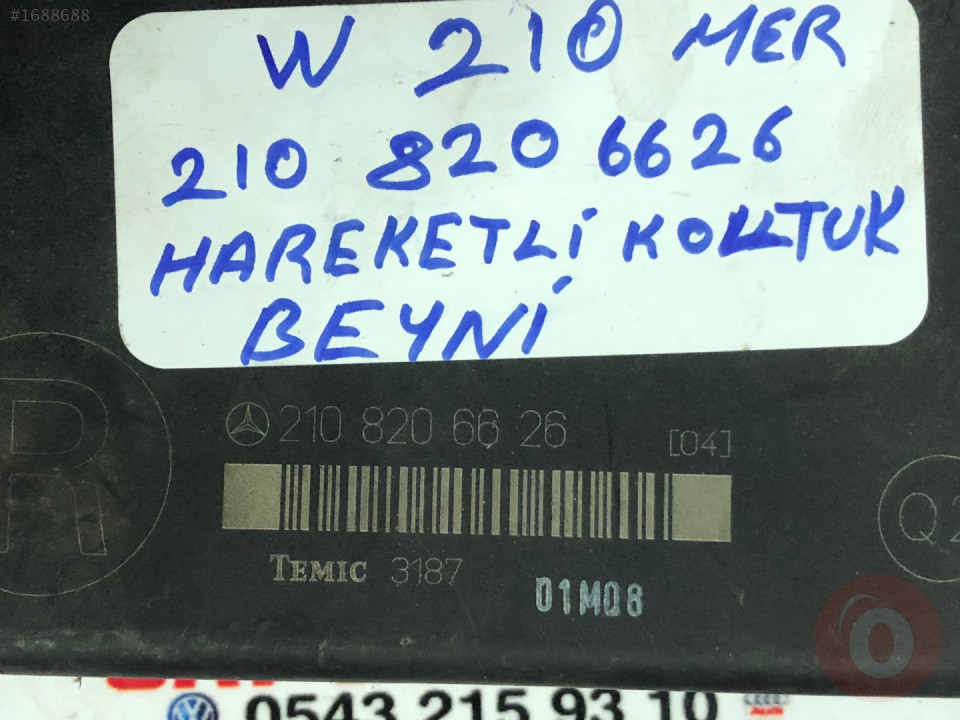 #1688688
W 210 MER
210 820 6626
HAREKETLİ KOLTUK
BEYNİ
210 820 66 26 [04]
R
Q2
TEMIC 3187
01M08
O
0543 215 93 10